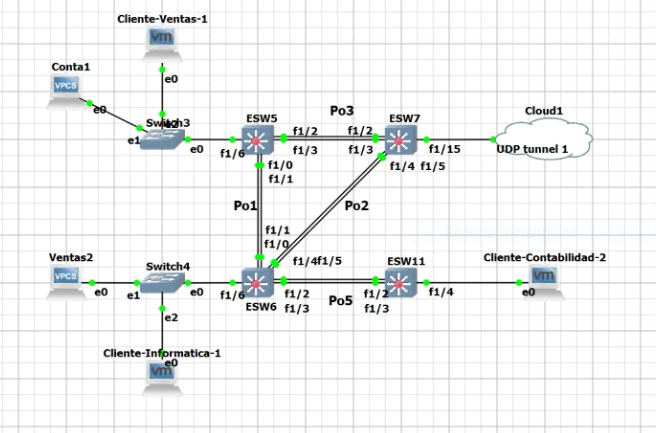 Cliente-Ventas-1
Conta1
e0
e0
Switch3
e2
e1
e0
ESW5
f1/6
f1/2
f1/3
f1/0
f1/1
Po3
f1/2
f1/3
ESW7
f1/15
f1/4 f1/5
Cloud1
UDP tunnel 1
Po1
Po2
f1/1
f1/0
Ventas2
e0
Switch4
e1
e0
e2
f1/6
ESW6
f1/4f1/5
f1/2
f1/3
Po5
ESW11
f1/2
f1/3
f1/4
Cliente-Contabilidad-2
e0
Cliente-Informatica-1
e0
VPCS
vm
VPCS
vm
vm